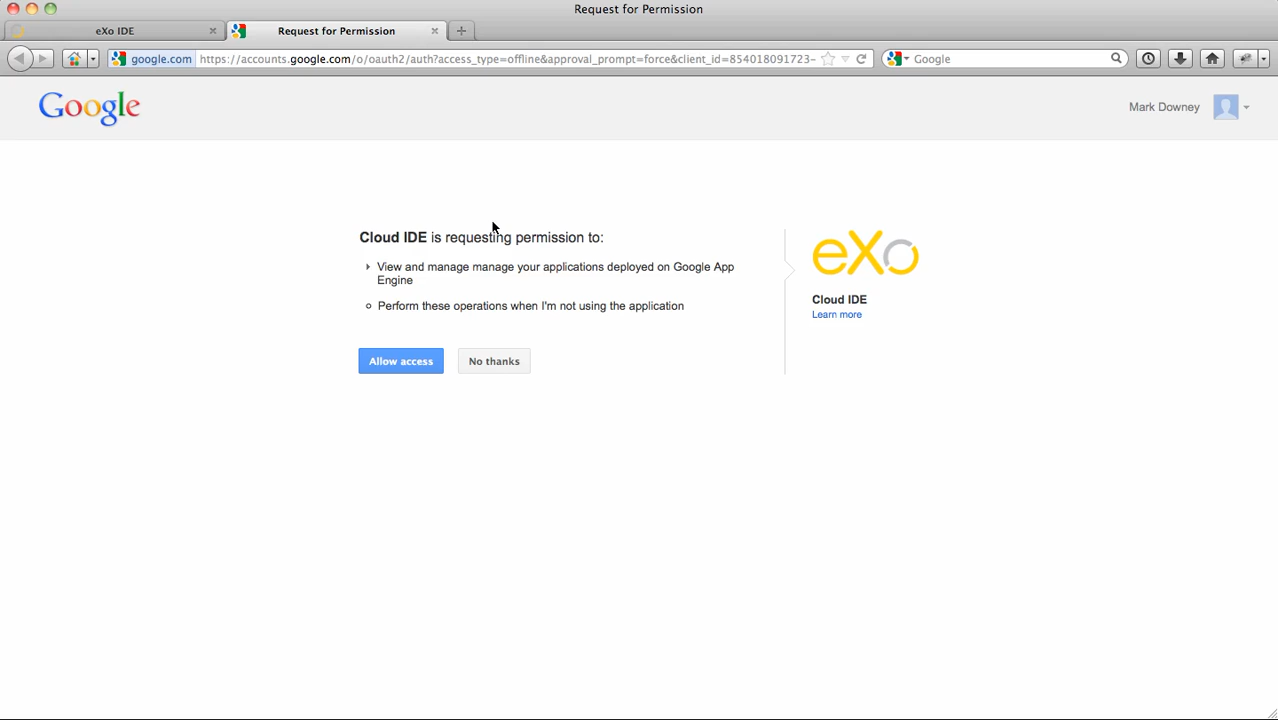 Request for Permission
eXo IDE
Request for Permission
google.com
https://accounts.google.com/o/oauth2/auth?access_type=offline&approval_prompt=force&client_id=854018091723-
Google
Google
Mark Downey
Cloud IDE is requesting permission to:
View and manage manage your applications deployed on Google App
Engine
Perform these operations when I'm not using the application
Allow access
No thanks
eXo
Cloud IDE
Learn more